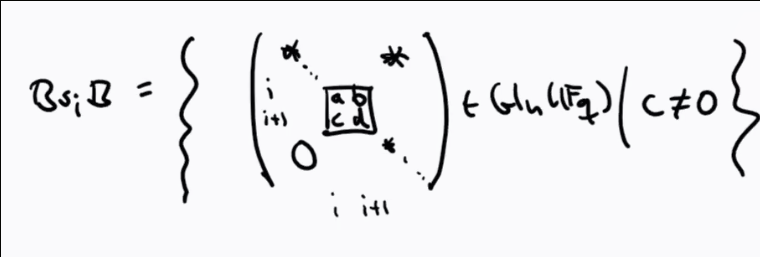 * *
i a b
Bs_iB = { ( i+1 c d ) ∈ GL_n(𝔽_q) | c≠0 }
0 *
i i+1